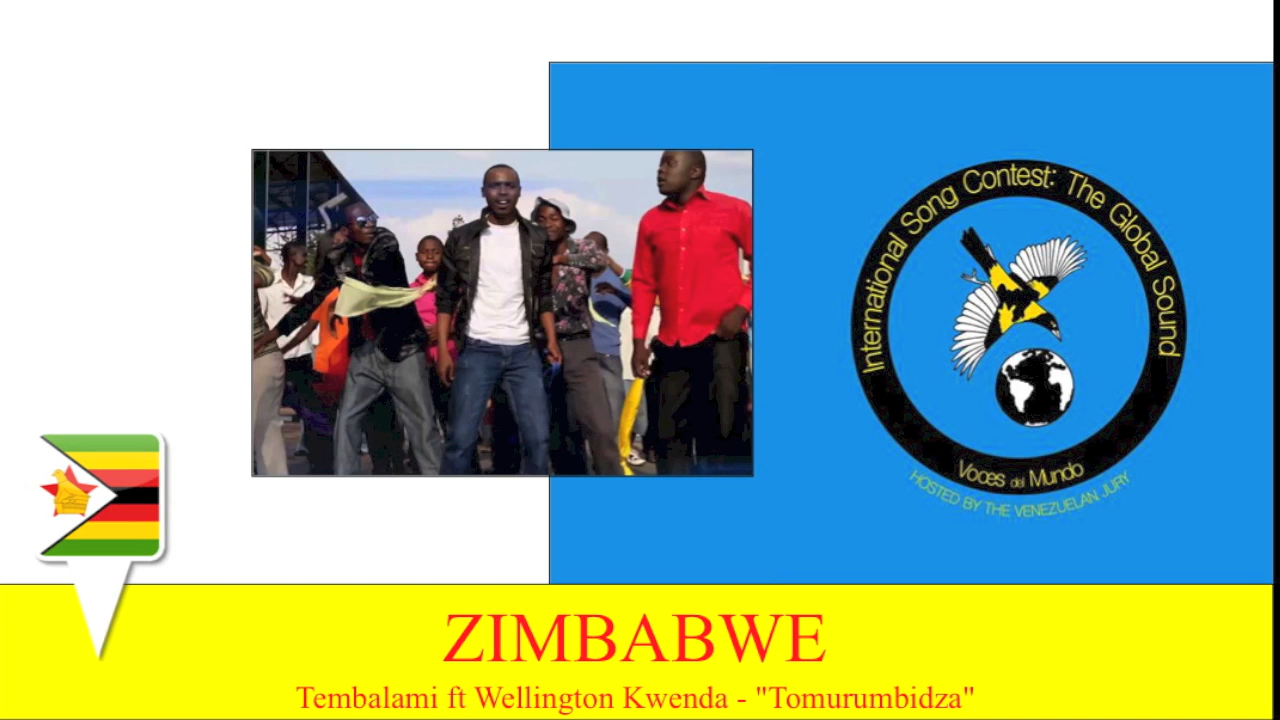 International Song Contest: The Global Sound
Voces del Mundo
HOSTED BY THE VENEZUELAN JURY
ZIMBABWE
Tembalami ft Wellington Kwenda - "Tomurumbidza"